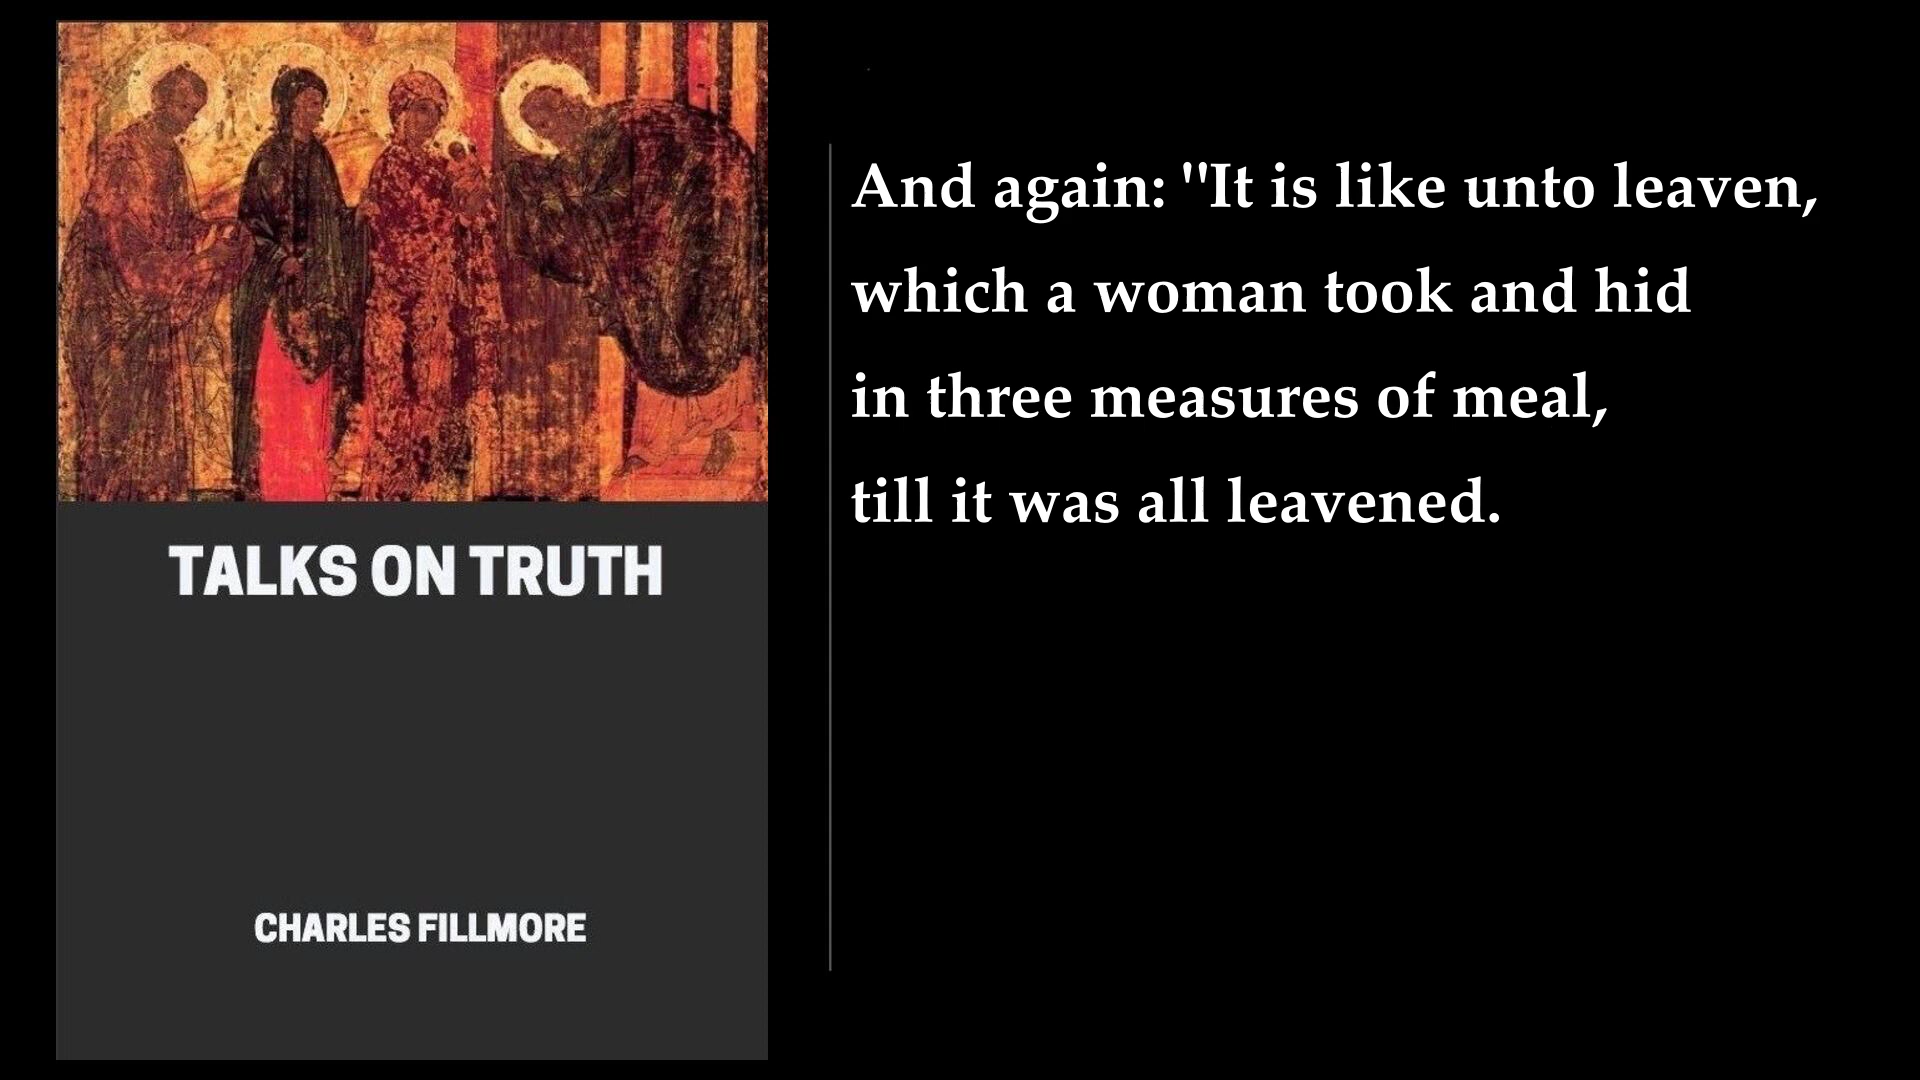 TALKS ON TRUTH
CHARLES FILLMORE
And again: "It is like unto leaven,
which a woman took and hid
in three measures of meal,
till it was all leavened.